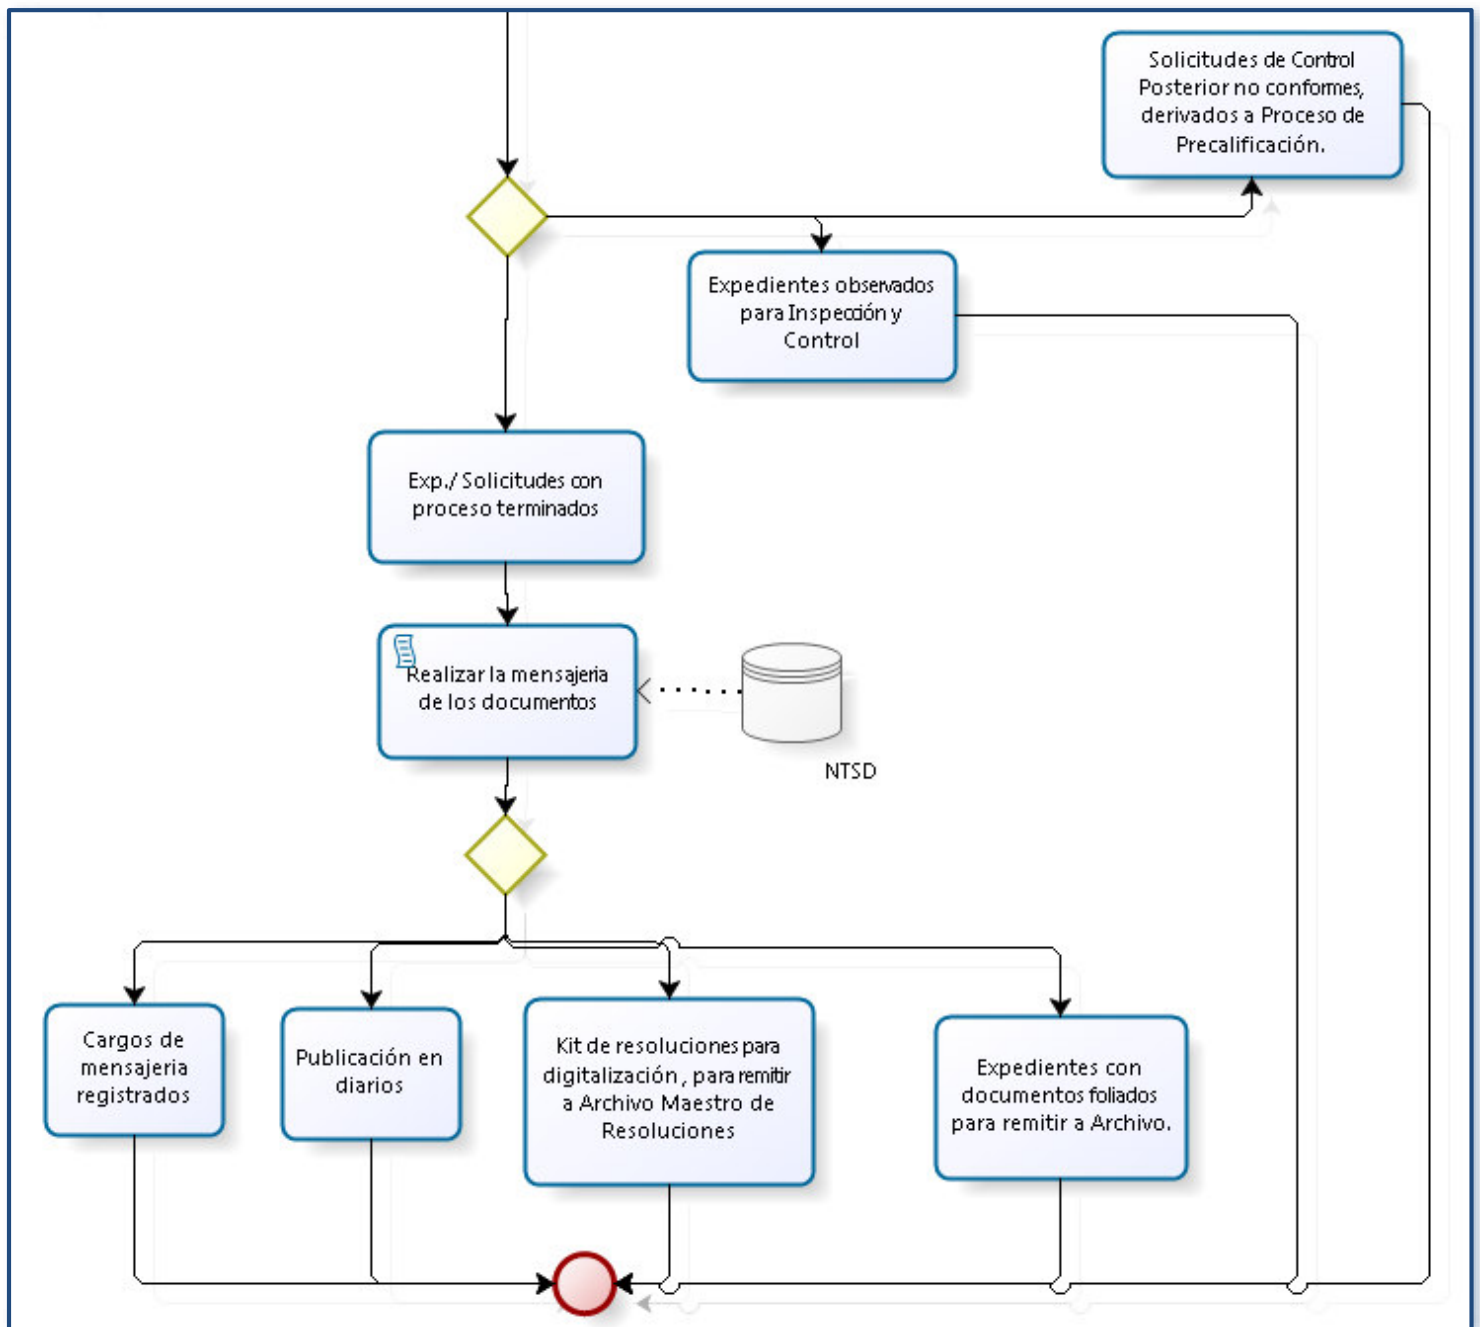 Solicitudes de Control
Posterior no conformes,
derivados a Proceso de
Precalificación.
Expedientes observados
para Inspección y
Control
Exp./ Solicitudes con
proceso terminados
Realizar la mensajeria
de los documentos
NTSD
Cargos de
mensajeria
registrados
Publicación en
diarios
Kit de resoluciones para
digitalización , para remitir
a Archivo Maestro de
Resoluciones
Expedientes con
documentos foliados
para remitir a Archivo.